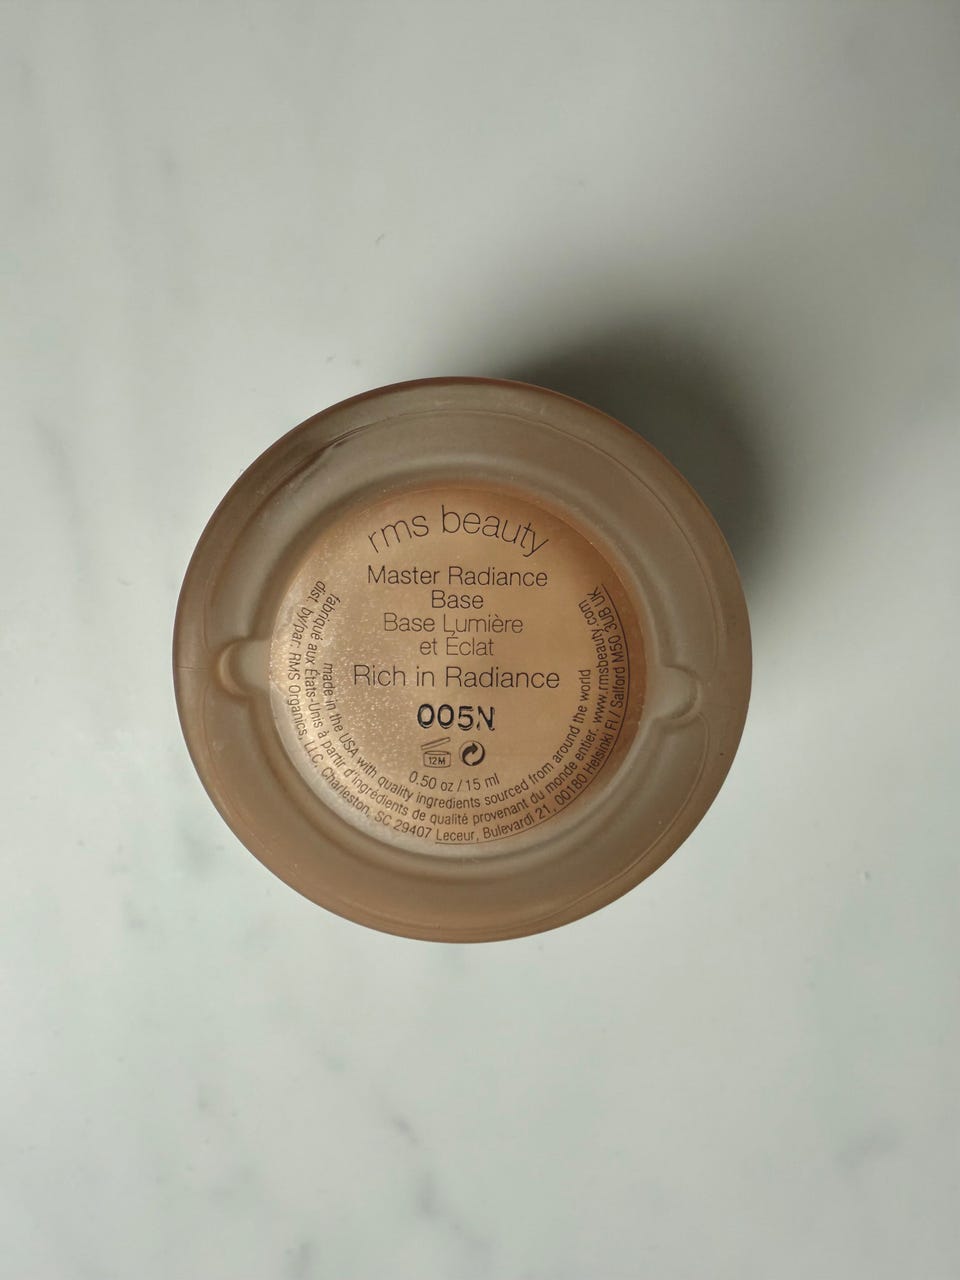 rms beauty
Master Radiance
Base
Base Lumière
et Éclat
Rich in Radiance
005N
12M
0.50 oz / 15 ml
made in the USA with quality ingredients sourced from around the world
fabriqué aux États-Unis à partir d'ingrédients de qualité provenant du monde entier. www.rmsbeauty.com
dist. by/par: RMS Organics, LLC, Charleston, SC 29407 Leceur, Bulevardi 21, 00180 Helsinki FI / Salford M50 3UB UK